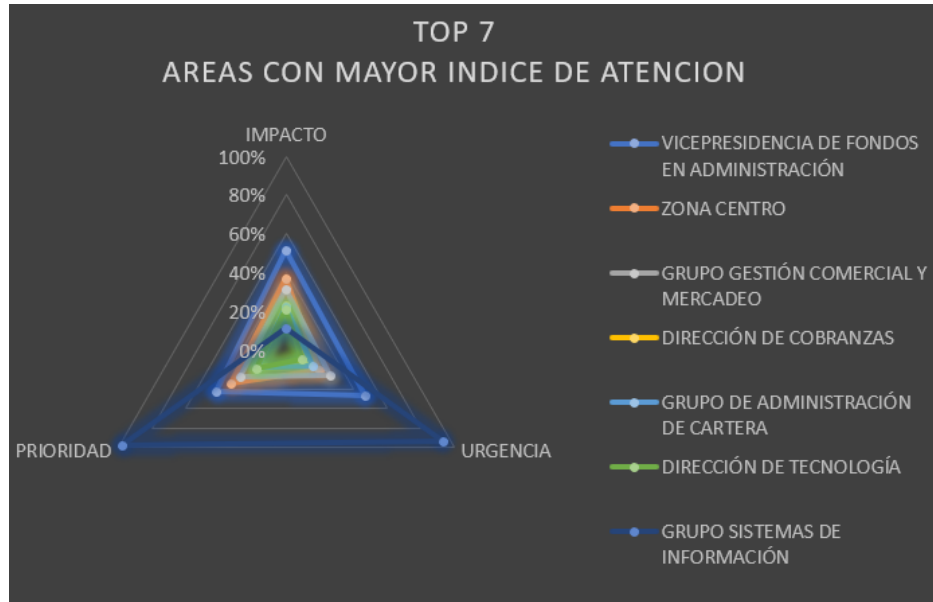 TOP 7
AREAS CON MAYOR INDICE DE ATENCION
IMPACTO
100%
80%
60%
40%
20%
0%
PRIORIDAD
URGENCIA
VICEPRESIDENCIA DE FONDOS
EN ADMINISTRACIÓN
ZONA CENTRO
GRUPO GESTIÓN COMERCIAL Y
MERCADEO
DIRECCIÓN DE COBRANZAS
GRUPO DE ADMINISTRACIÓN
DE CARTERA
DIRECCIÓN DE TECNOLOGÍA
GRUPO SISTEMAS DE
INFORMACIÓN